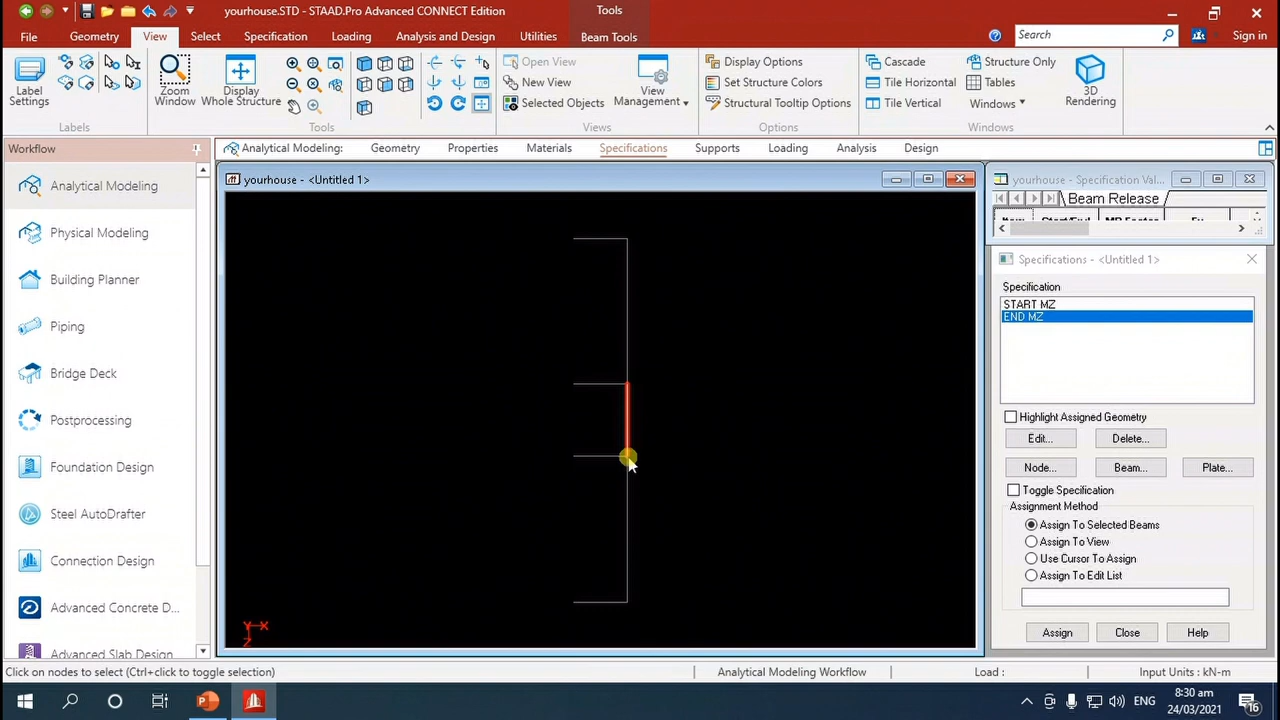 yourhouse.STD - STAAD.Pro Advanced CONNECT Edition
Tools
File
Geometry
View
Select
Specification
Loading
Analysis and Design
Utilities
Beam Tools
Search
Sign in
Label Settings
Labels
Zoom Window
Display Whole Structure
Tools
Open View
New View
Selected Objects
View Management
Views
Display Options
Set Structure Colors
Structural Tooltip Options
Options
Cascade
Tile Horizontal
Tile Vertical
Structure Only
Tables
Windows
Windows
3D Rendering
Workflow
Analytical Modeling:
Geometry
Properties
Materials
Specifications
Supports
Loading
Analysis
Design
Analytical Modeling
Physical Modeling
Building Planner
Piping
Bridge Deck
Postprocessing
Foundation Design
Steel AutoDrafter
Connection Design
Advanced Concrete D...
Advanced Slab Design
yourhouse - <Untitled 1>
Y X
Z
yourhouse - Specification Val...
Beam Release
Specifications - <Untitled 1>
Specification
START MZ
END MZ
Highlight Assigned Geometry
Edit...
Delete...
Node...
Beam...
Plate...
Toggle Specification
Assignment Method
Assign To Selected Beams
Assign To View
Use Cursor To Assign
Assign To Edit List
Assign
Close
Help
Click on nodes to select (Ctrl+click to toggle selection)
Analytical Modeling Workflow
Load :
Input Units : kN-m
ENG
8:30 am
24/03/2021
16